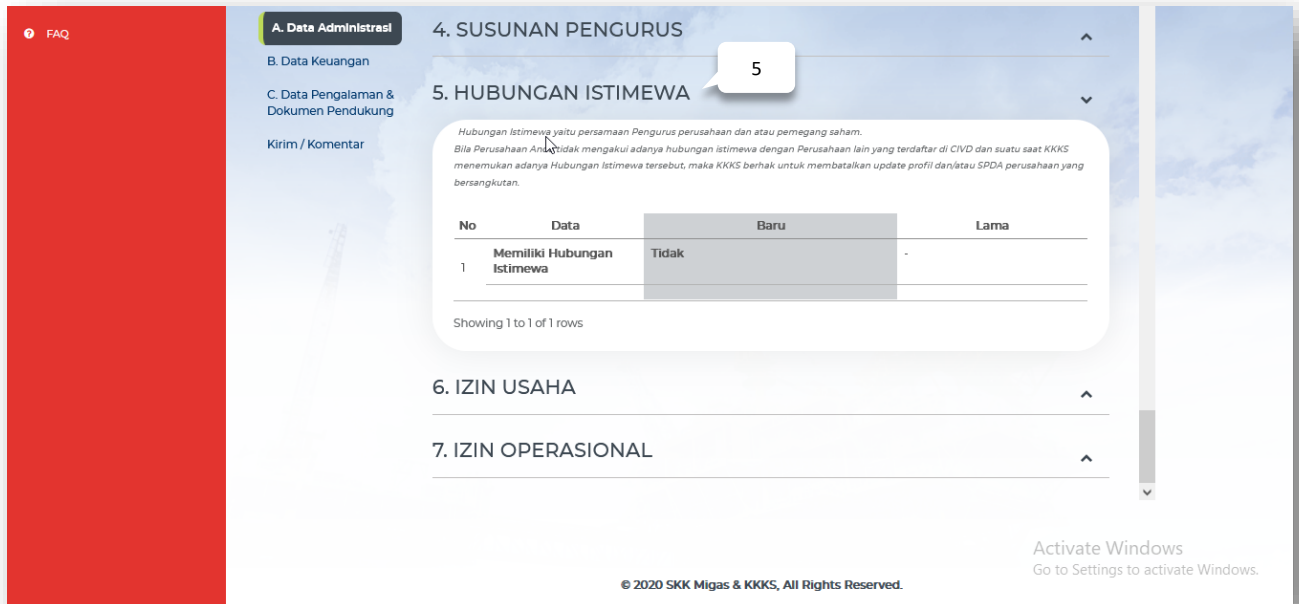 FAQ
A. Data Administrasi
B. Data Keuangan
C. Data Pengalaman &
Dokumen Pendukung
Kirim / Komentar
4. SUSUNAN PENGURUS
5
5. HUBUNGAN ISTIMEWA
Hubungan Istimewa yaitu persamaan Pengurus perusahaan dan atau pemegang saham.
Bila Perusahaan Anda tidak mengakui adanya hubungan istimewa dengan Perusahaan lain yang terdaftar di CIVD dan suatu saat KKKS
menemukan adanya Hubungan Istimewa tersebut, maka KKKS berhak untuk membatalkan update profil dan/atau SPDA perusahaan yang
bersangkutan.
No Data Baru Lama
1 Memiliki Hubungan Istimewa Tidak -
Showing 1 to 1 of 1 rows
6. IZIN USAHA
7. IZIN OPERASIONAL
Activate Windows
Go to Settings to activate Windows.
© 2020 SKK Migas & KKKS, All Rights Reserved.